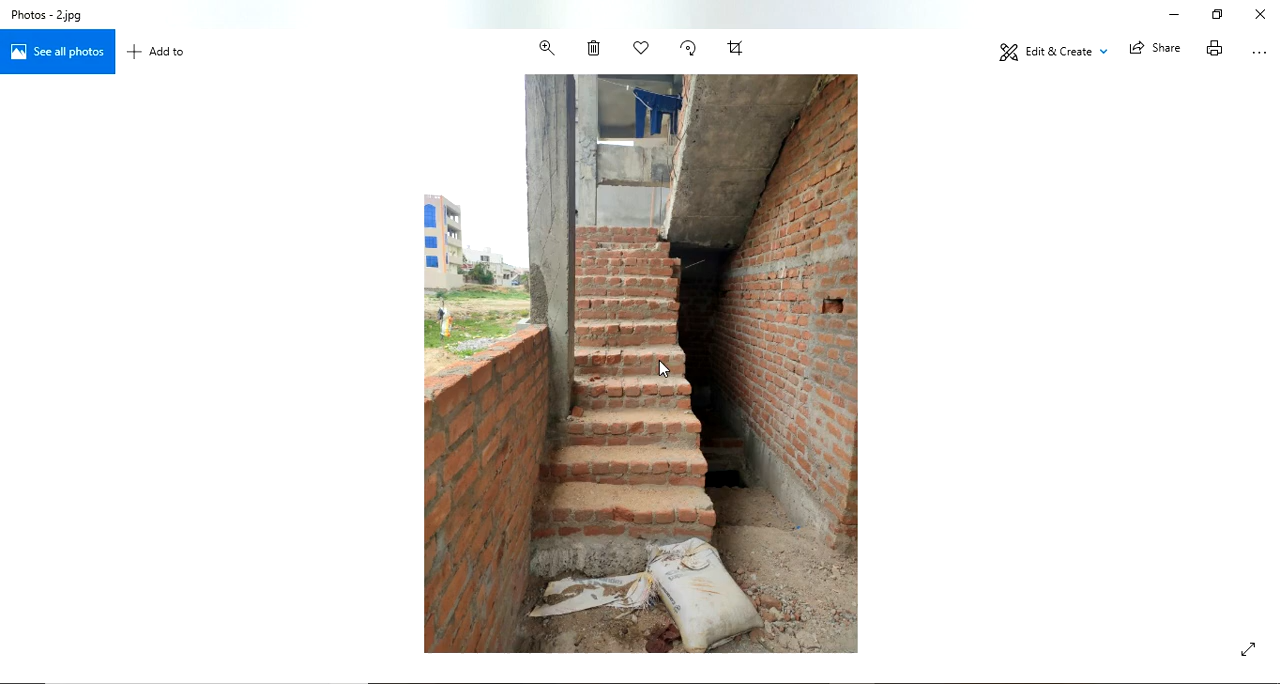 Photos - 2.jpg
See all photos
Add to
Edit & Create
Share